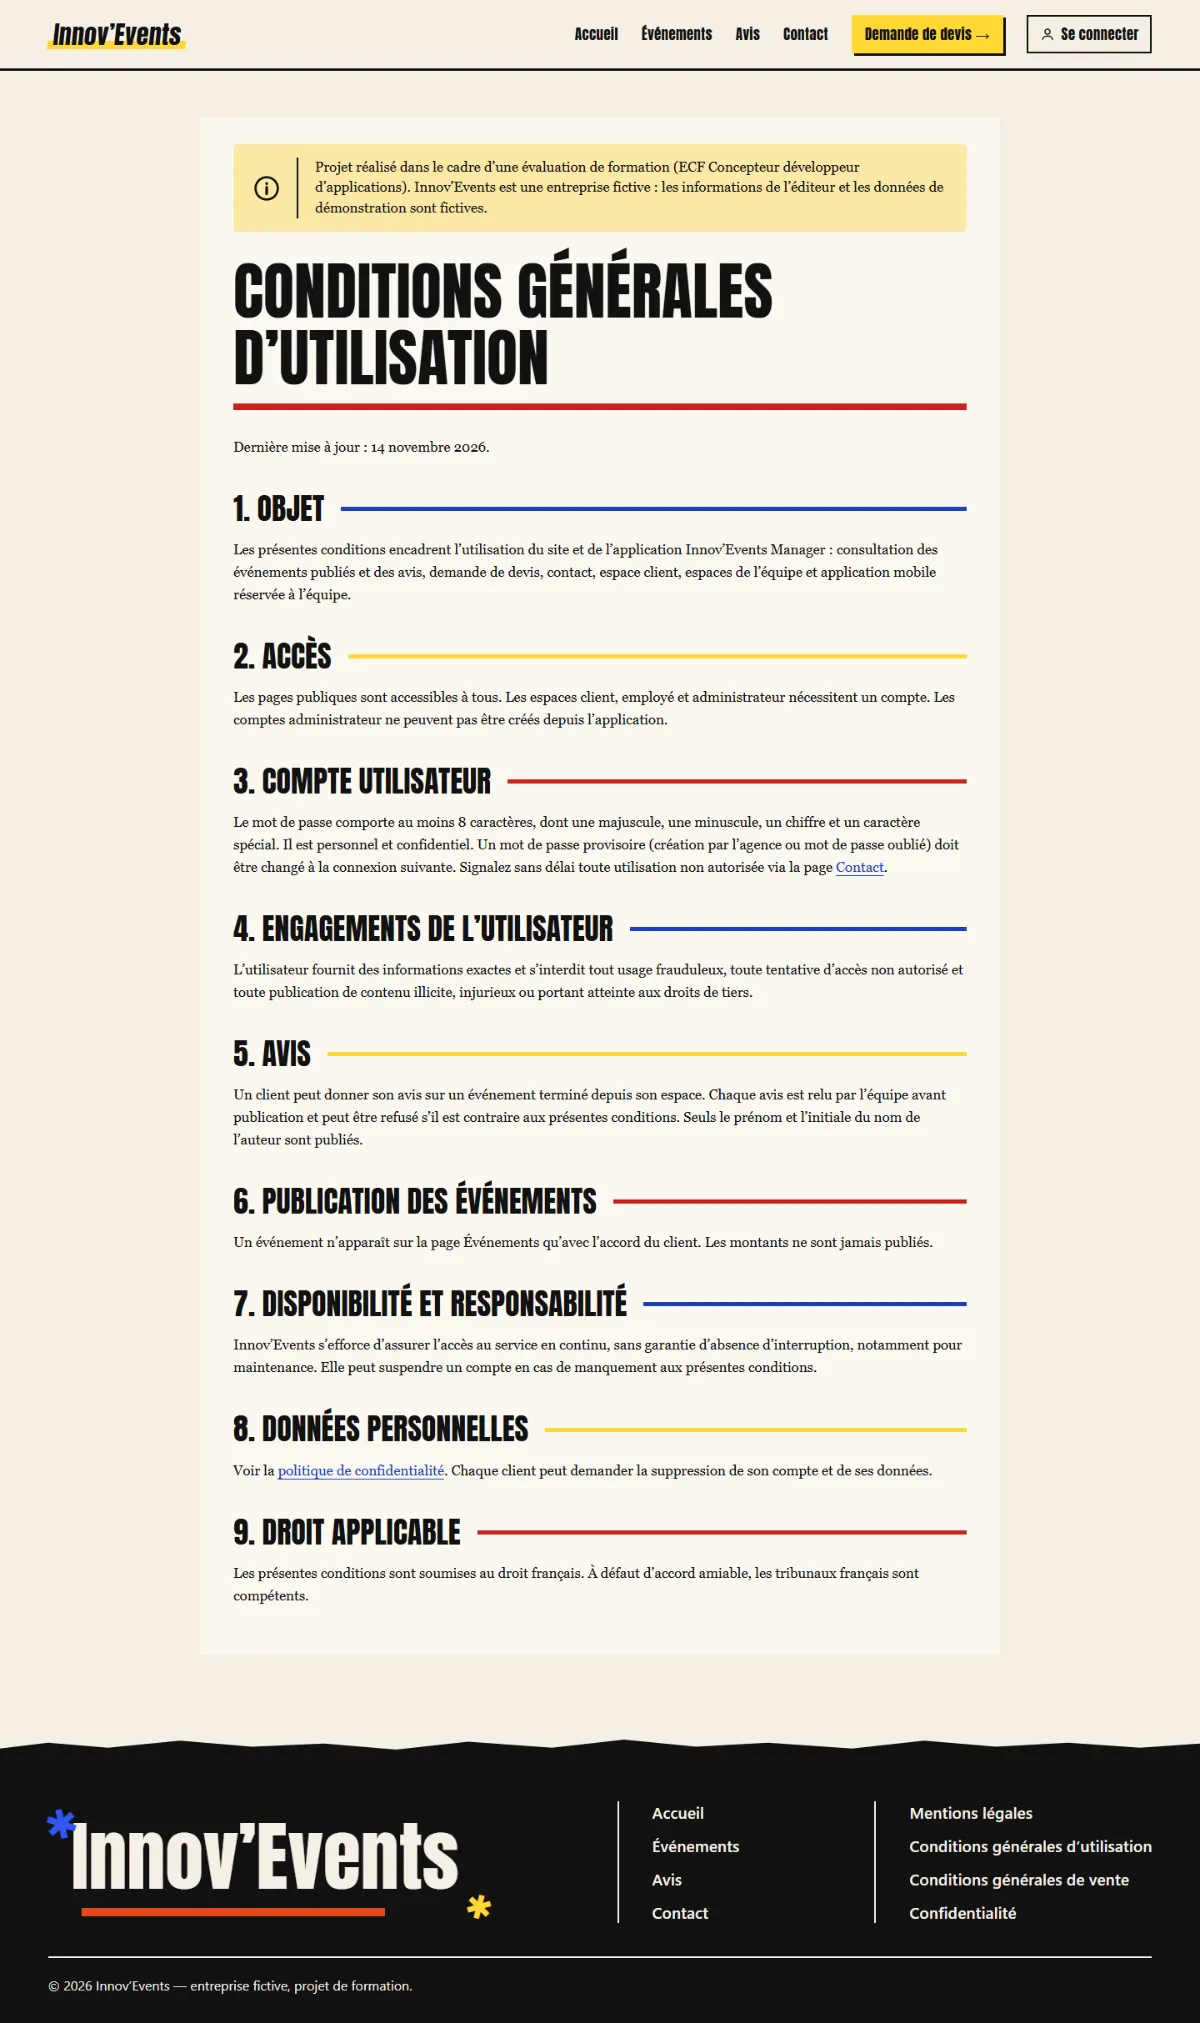 Innov’Events
Accueil Événements Avis Contact Demande de devis → Se connecter
Projet réalisé dans le cadre d’une évaluation de formation (ECF Concepteur développeur
d’applications). Innov’Events est une entreprise fictive : les informations de l’éditeur et les données de
démonstration sont fictives.
CONDITIONS GÉNÉRALES
D’UTILISATION
Dernière mise à jour : 14 novembre 2026.
1. OBJET
Les présentes conditions encadrent l’utilisation du site et de l’application Innov’Events Manager : consultation des
événements publiés et des avis, demande de devis, contact, espace client, espaces de l’équipe et application mobile
réservée à l’équipe.
2. ACCÈS
Les pages publiques sont accessibles à tous. Les espaces client, employé et administrateur nécessitent un compte. Les
comptes administrateur ne peuvent pas être créés depuis l’application.
3. COMPTE UTILISATEUR
Le mot de passe comporte au moins 8 caractères, dont une majuscule, une minuscule, un chiffre et un caractère
spécial. Il est personnel et confidentiel. Un mot de passe provisoire (création par l’agence ou mot de passe oublié) doit
être changé à la connexion suivante. Signalez sans délai toute utilisation non autorisée via la page Contact.
4. ENGAGEMENTS DE L’UTILISATEUR
L’utilisateur fournit des informations exactes et s’interdit tout usage frauduleux, toute tentative d’accès non autorisé et
toute publication de contenu illicite, injurieux ou portant atteinte aux droits de tiers.
5. AVIS
Un client peut donner son avis sur un événement terminé depuis son espace. Chaque avis est relu par l’équipe avant
publication et peut être refusé s’il est contraire aux présentes conditions. Seuls le prénom et l’initiale du nom de
l’auteur sont publiés.
6. PUBLICATION DES ÉVÉNEMENTS
Un événement n’apparaît sur la page Événements qu’avec l’accord du client. Les montants ne sont jamais publiés.
7. DISPONIBILITÉ ET RESPONSABILITÉ
Innov’Events s’efforce d’assurer l’accès au service en continu, sans garantie d’absence d’interruption, notamment pour
maintenance. Elle peut suspendre un compte en cas de manquement aux présentes conditions.
8. DONNÉES PERSONNELLES
Voir la politique de confidentialité. Chaque client peut demander la suppression de son compte et de ses données.
9. DROIT APPLICABLE
Les présentes conditions sont soumises au droit français. À défaut d’accord amiable, les tribunaux français sont
compétents.
Innov’Events
Accueil
Événements
Avis
Contact
Mentions légales
Conditions générales d’utilisation
Conditions générales de vente
Confidentialité
© 2026 Innov’Events — entreprise fictive, projet de formation.